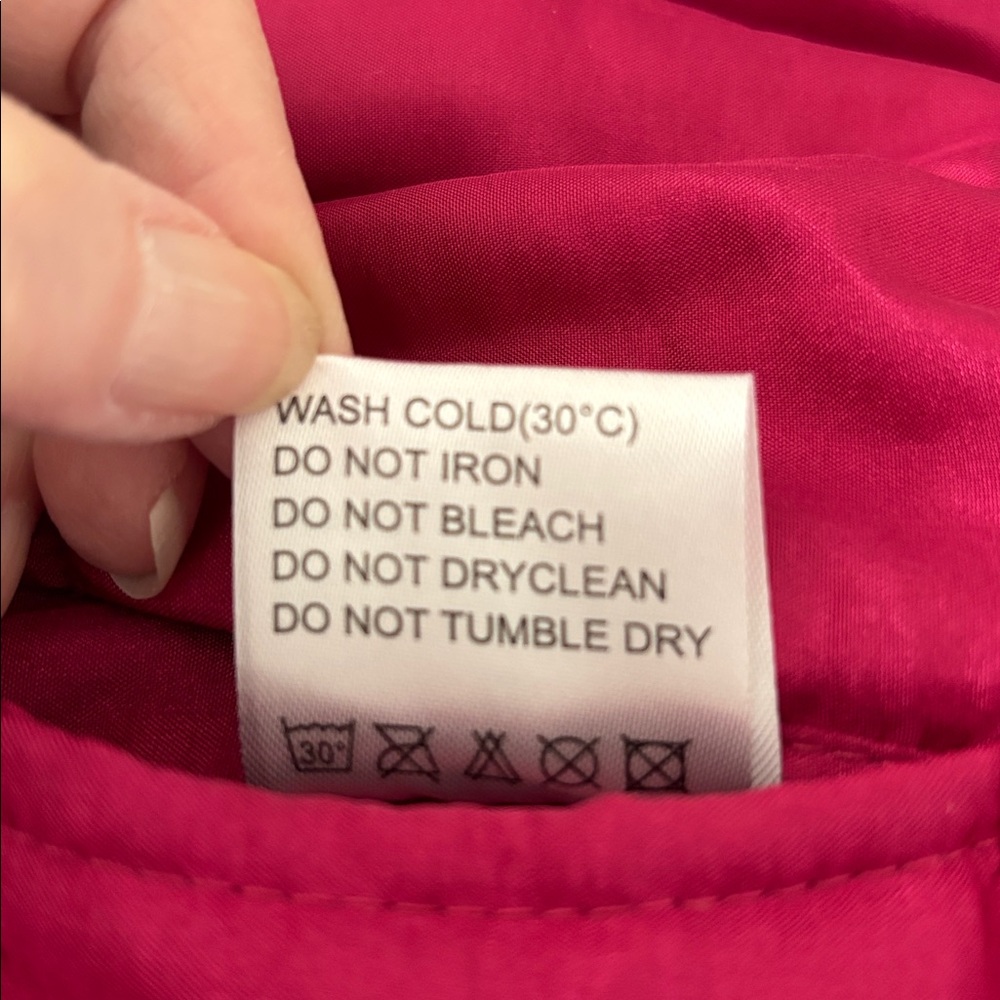 WASH COLD(30°C)
DO NOT IRON
DO NOT BLEACH
DO NOT DRYCLEAN
DO NOT TUMBLE DRY
30°